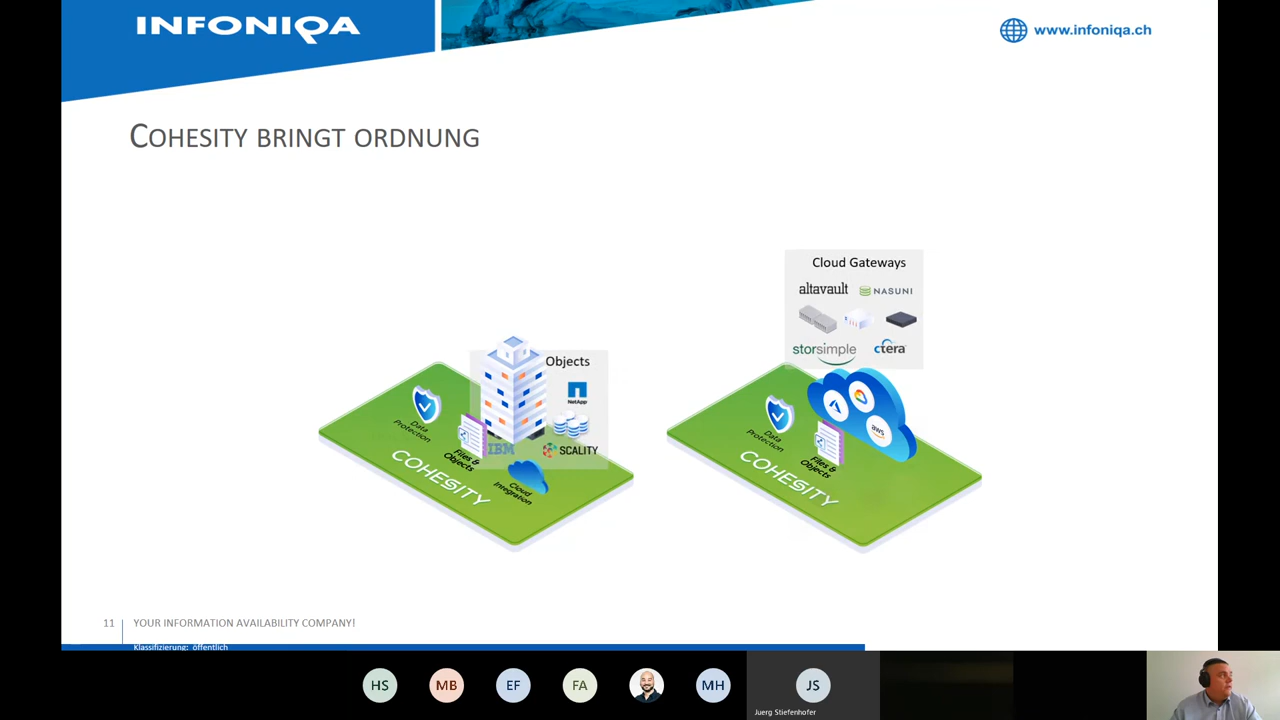 INFONIQA
www.infoniqa.ch
COHESITY BRINGT ORDNUNG
Cloud Gateways
altavault
NASUNI
storsimple
ctera
Objects
NetApp
IBM
SCALITY
Data
Protection
Files &
Objects
Cloud
Integration
COHESITY
Data
Protection
Files &
Objects
aws
COHESITY
11
YOUR INFORMATION AVAILABILITY COMPANY!
Klassifizierung: öffentlich
HS
MB
EF
FA
MH
JS
Juerg Stiefenhofer